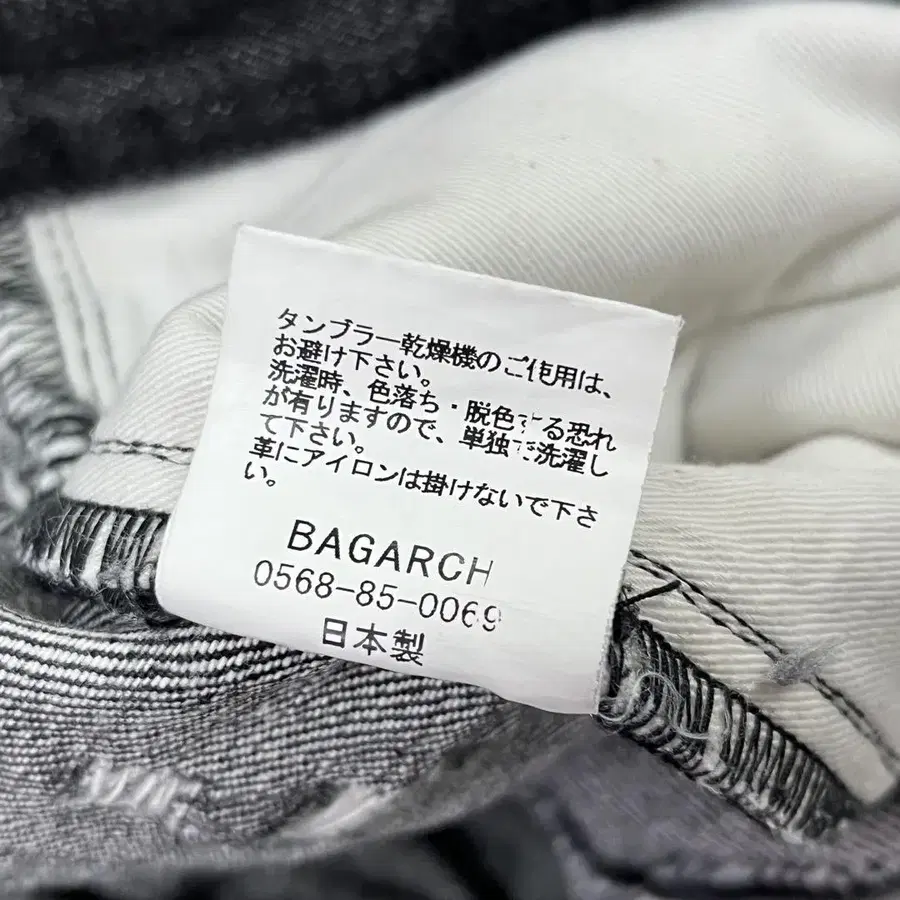 タンブラー乾燥機のご使用は、
お避け下さい。
洗濯時、色落ち・脱色する恐れ
が有りますので、単独で洗濯し
て下さい。
革にアイロンは掛けないで下さ
い。
BAGARCH
0568-85-0069
日本製